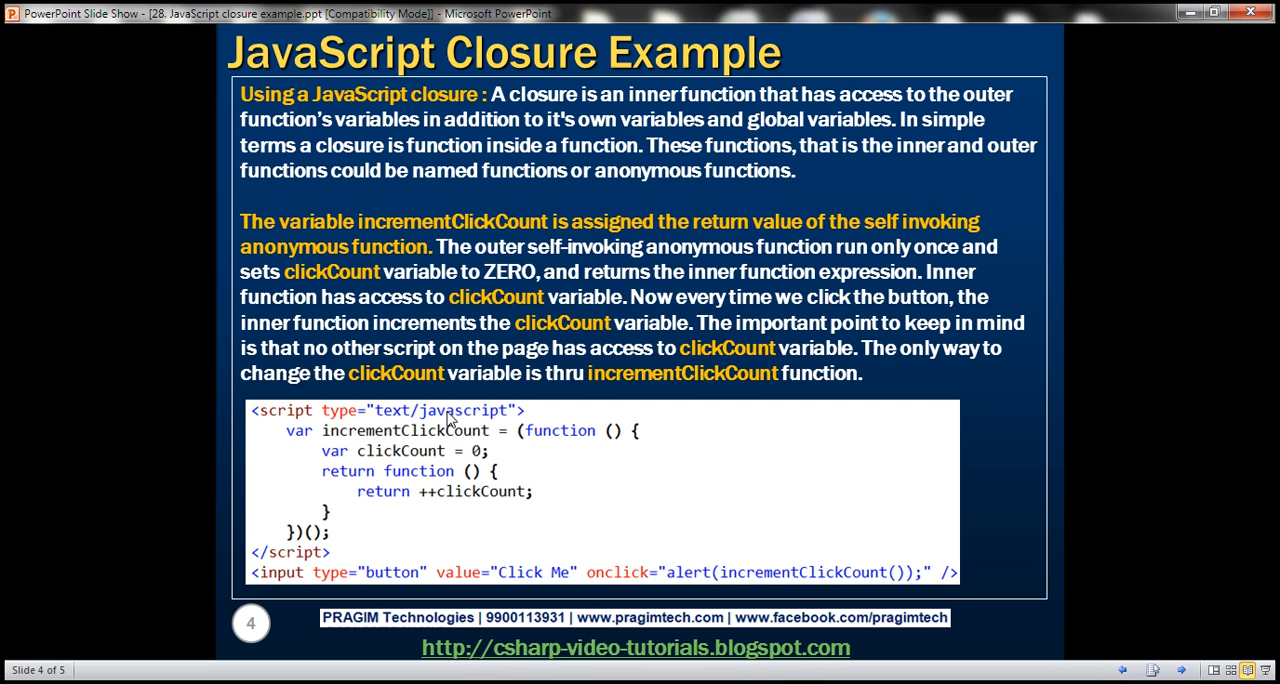 PowerPoint Slide Show - [28. JavaScript closure example.ppt [Compatibility Mode]] - Microsoft PowerPoint
JavaScript Closure Example
Using a JavaScript closure : A closure is an inner function that has access to the outer
function's variables in addition to it's own variables and global variables. In simple
terms a closure is function inside a function. These functions, that is the inner and outer
functions could be named functions or anonymous functions.
The variable incrementClickCount is assigned the return value of the self invoking
anonymous function. The outer self-invoking anonymous function run only once and
sets clickCount variable to ZERO, and returns the inner function expression. Inner
function has access to clickCount variable. Now every time we click the button, the
inner function increments the clickCount variable. The important point to keep in mind
is that no other script on the page has access to clickCount variable. The only way to
change the clickCount variable is thru incrementClickCount function.
<script type="text/javascript">
var incrementClickCount = (function () {
var clickCount = 0;
return function () {
return ++clickCount;
}
})();
</script>
<input type="button" value="Click Me" onclick="alert(incrementClickCount());" />
4
PRAGIM Technologies | 9900113931 | www.pragimtech.com | www.facebook.com/pragimtech
http://csharp-video-tutorials.blogspot.com
Slide 4 of 5